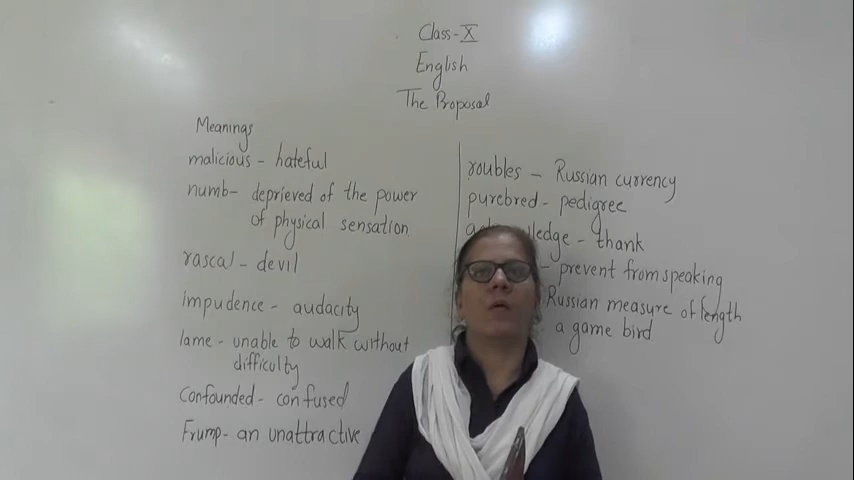 Class-X
English
The Proposal
Meanings
malicious - hateful
numb- deprieved of the power
of physical sensation
rascal - devil
impudence - audacity
lame - unable to walk without
difficulty
Confounded - confused
Frump - an unattractive
roubles - Russian currency
purebred - pedigree
- thank
- prevent from speaking
Russian measure of length
a game bird